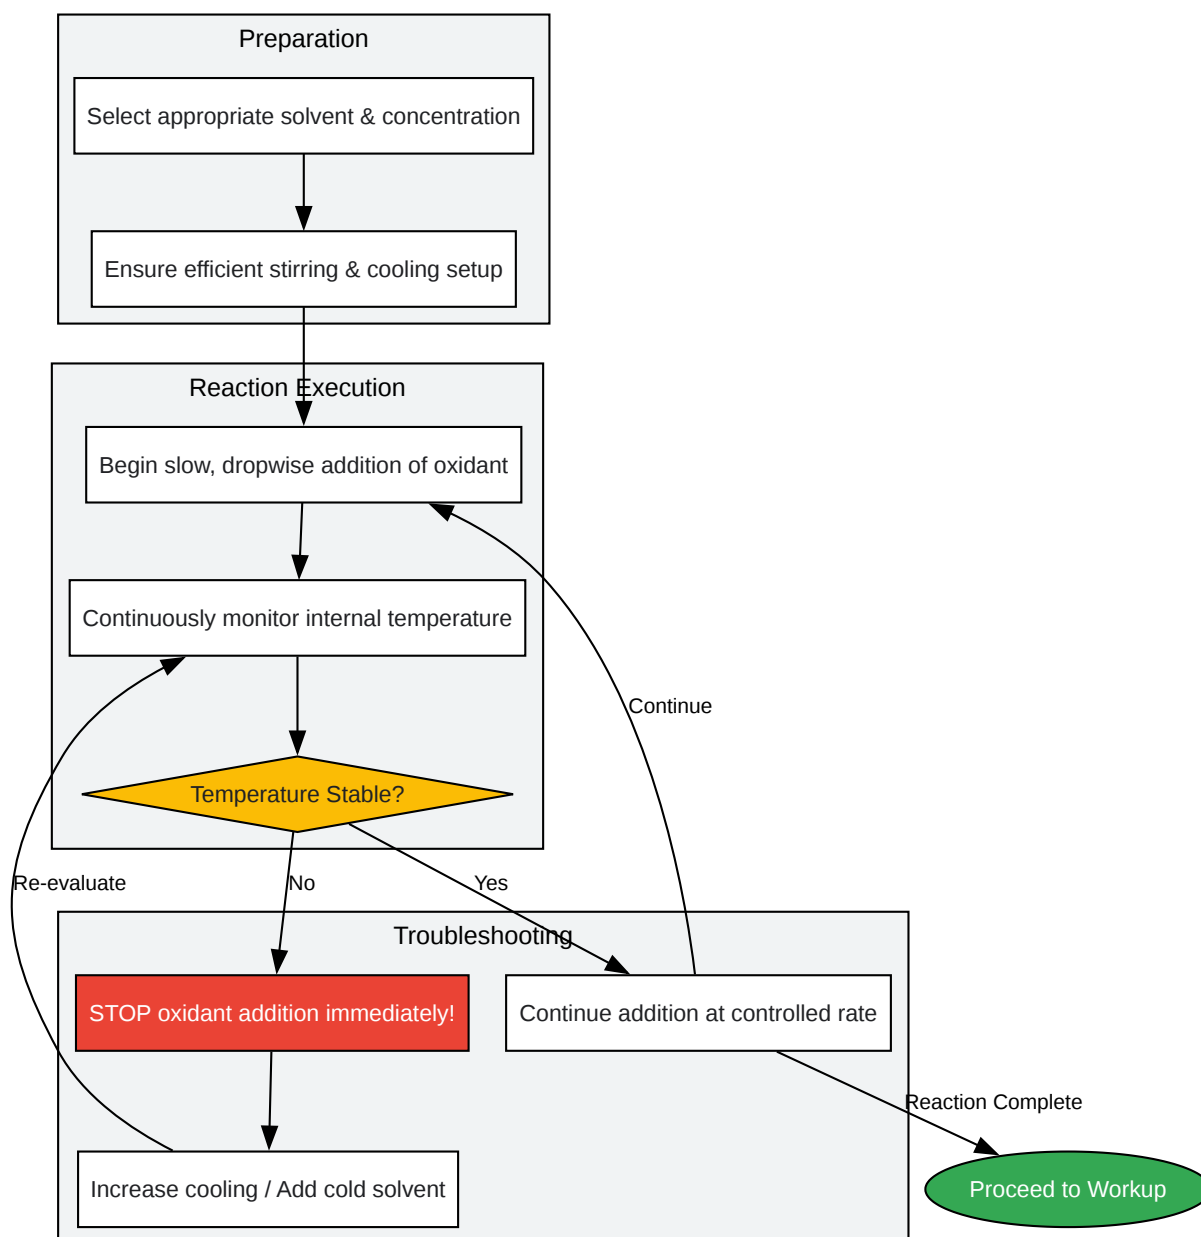 Preparation
Select appropriate solvent & concentration
Ensure efficient stirring & cooling setup
Reaction Execution
Begin slow, dropwise addition of oxidant
Continuously monitor internal temperature
Continue
Temperature Stable?
Re-evaluate
No
Yes
Troubleshooting
STOP oxidant addition immediately!
Continue addition at controlled rate
Reaction Complete
Increase cooling / Add cold solvent
Proceed to Workup